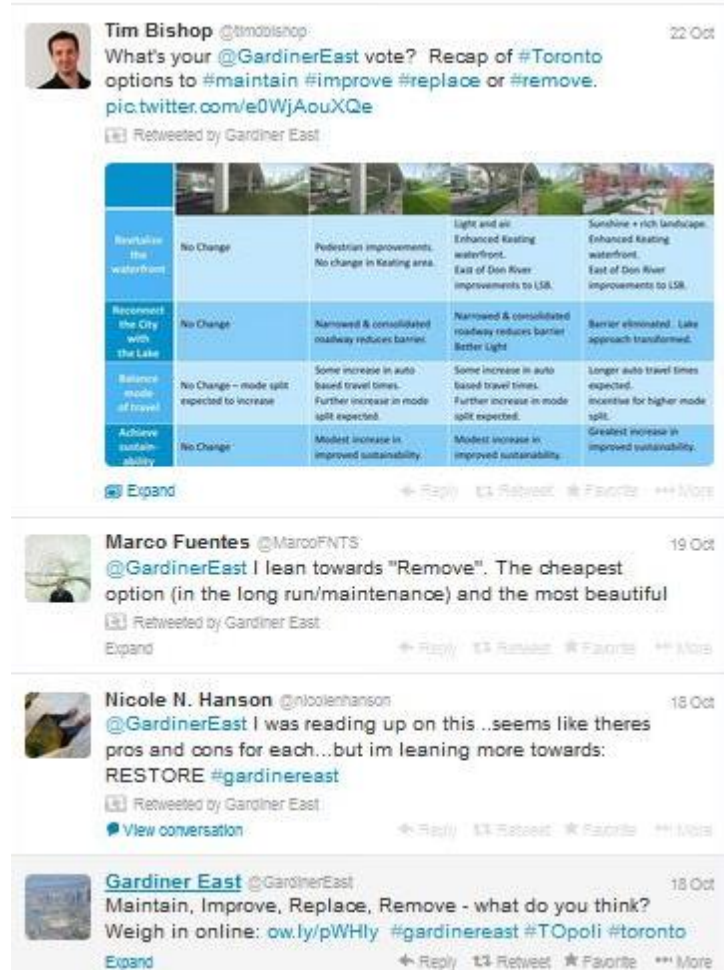 Tim Bishop @timdbishop 22 Oct
What's your @GardinerEast vote? Recap of #Toronto
options to #maintain #improve #replace or #remove.
pic.twitter.com/e0WjAouXQe
Retweeted by Gardiner East
Revitalize the waterfront
No Change
Pedestrian improvements.
No change in Keating area.
Light and air.
Enhanced Keating
waterfront.
East of Don River
improvements to LSB.
Sunshine + rich landscape.
Enhanced Keating
waterfront.
East of Don River
improvements to LSB.
Reconnect
the City
with
the Lake
No Change
Narrowed & consolidated
roadway reduces barrier.
Narrowed & consolidated
roadway reduces barrier
Better Light
Barrier eliminated. Lake
approach transformed.
Balance
mode
of travel
No Change – mode split
expected to increase
Some increase in auto
based travel times.
Further increase in mode
split expected.
Some increase in auto
based travel times.
Further increase in mode
split expected.
Longer auto travel times
expected.
Incentive for higher mode
split.
Achieve
sustain-
ability
No Change
Modest increase in
improved sustainability.
Modest increase in
improved sustainability.
Greatest increase in
improved sustainability.
Expand Reply Retweet Favorite More
Marco Fuentes @MarcoFNTS 19 Oct
@GardinerEast I lean towards "Remove". The cheapest
option (in the long run/maintenance) and the most beautiful
Retweeted by Gardiner East
Expand Reply Retweet Favorite More
Nicole N. Hanson @nicolenhanson 18 Oct
@GardinerEast I was reading up on this ..seems like theres
pros and cons for each...but im leaning more towards:
RESTORE #gardinereast
Retweeted by Gardiner East
View conversation Reply Retweet Favorite More
Gardiner East @GardinerEast 18 Oct
Maintain, Improve, Replace, Remove - what do you think?
Weigh in online: ow.ly/pWHly #gardinereast #TOpoli #toronto
Expand Reply Retweet Favorite More